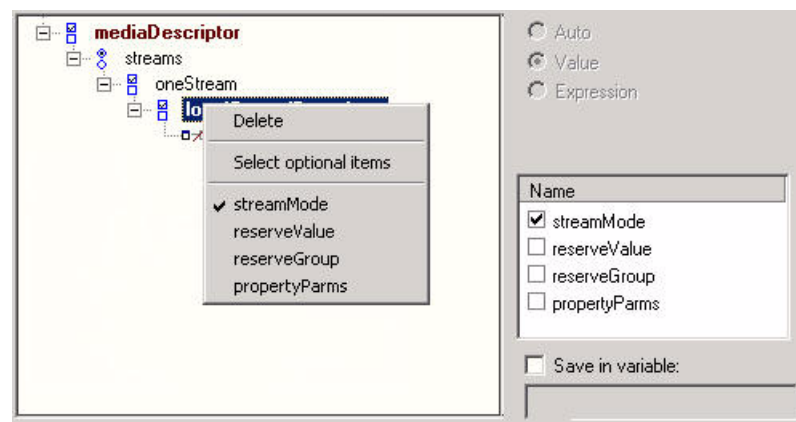 mediaDescriptor
streams
oneStream
Delete
Select optional items
streamMode
reserveValue
reserveGroup
propertyParms
Auto
Value
Expression
Name
streamMode
reserveValue
reserveGroup
propertyParms
Save in variable: